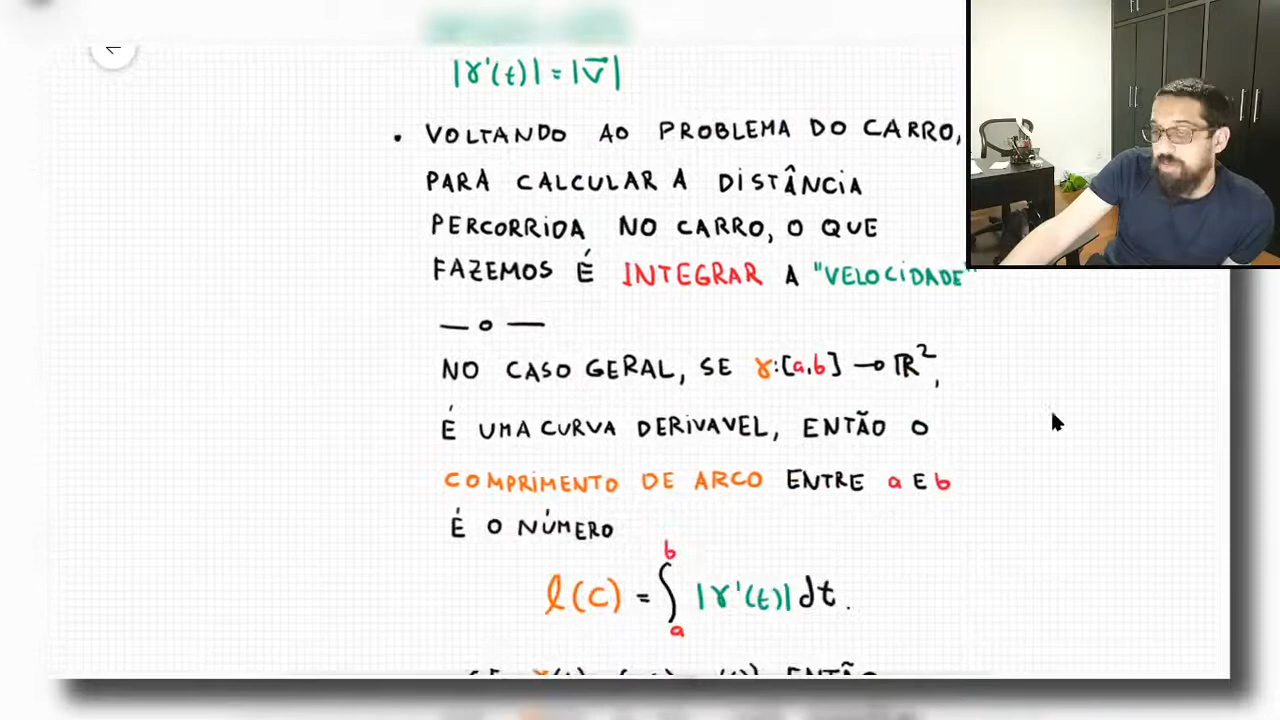 |γ'(t)| = |v⃗|
• VOLTANDO AO PROBLEMA DO CARRO,
PARA CALCULAR A DISTÂNCIA
PERCORRIDA NO CARRO, O QUE
FAZEMOS É INTEGRAR A "VELOCIDADE"
— o —
NO CASO GERAL, SE γ:[a,b] → ℝ²,
É UMA CURVA DERIVAVEL, ENTÃO O
COMPRIMENTO DE ARCO ENTRE a E b
É O NÚMERO
l(C) = ∫ₐᵇ |γ'(t)| dt.
ENTÃO